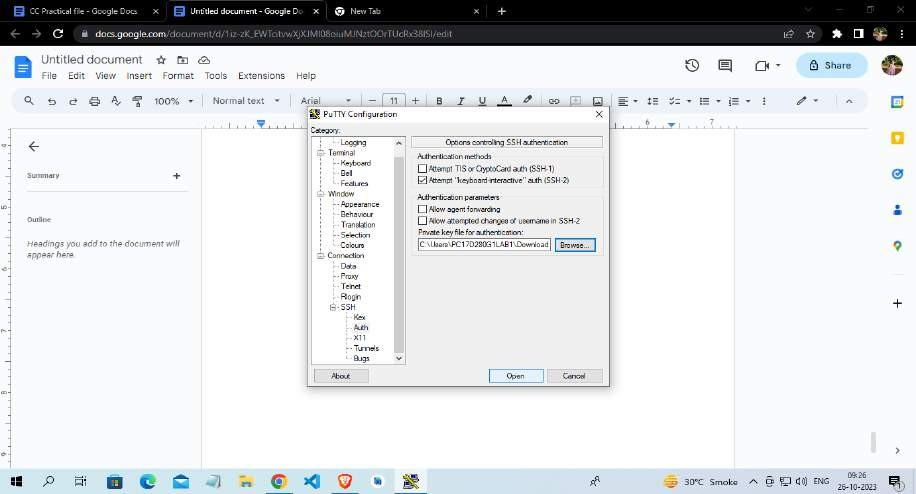 CC Practical file - Google Docs
Untitled document - Google Do
New Tab
docs.google.com/document/d/
Untitled document
File Edit View Insert Format Tools Extensions Help
Share
100% Normal text Arial 11 B I U A
6 7
Summary
Outline
Headings you add to the document will
appear here.
PuTTY Configuration
Category:
Logging
Terminal
Keyboard
Bell
Features
Window
Appearance
Behaviour
Translation
Selection
Colours
Connection
Data
Proxy
Telnet
Rlogin
SSH
Kex
Auth
X11
Tunnels
Bugs
Options controlling SSH authentication
Authentication methods
Attempt TIS or CryptoCard auth (SSH-1)
Attempt "keyboard-interactive" auth (SSH-2)
Authentication parameters
Allow agent forwarding
Allow attempted changes of username in SSH-2
Private key file for authentication:
C:\Users\PC17D280G1LAB1\Download
Browse...
About
Open
Cancel
30°C Smoke
ENG
09:26
26-10-2023